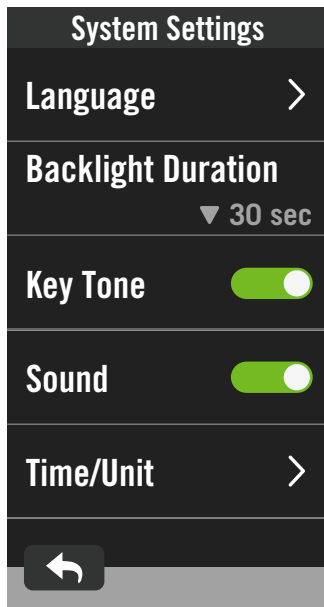 System Settings
Language
Backlight Duration
30 sec
Key Tone
Sound
Time/Unit